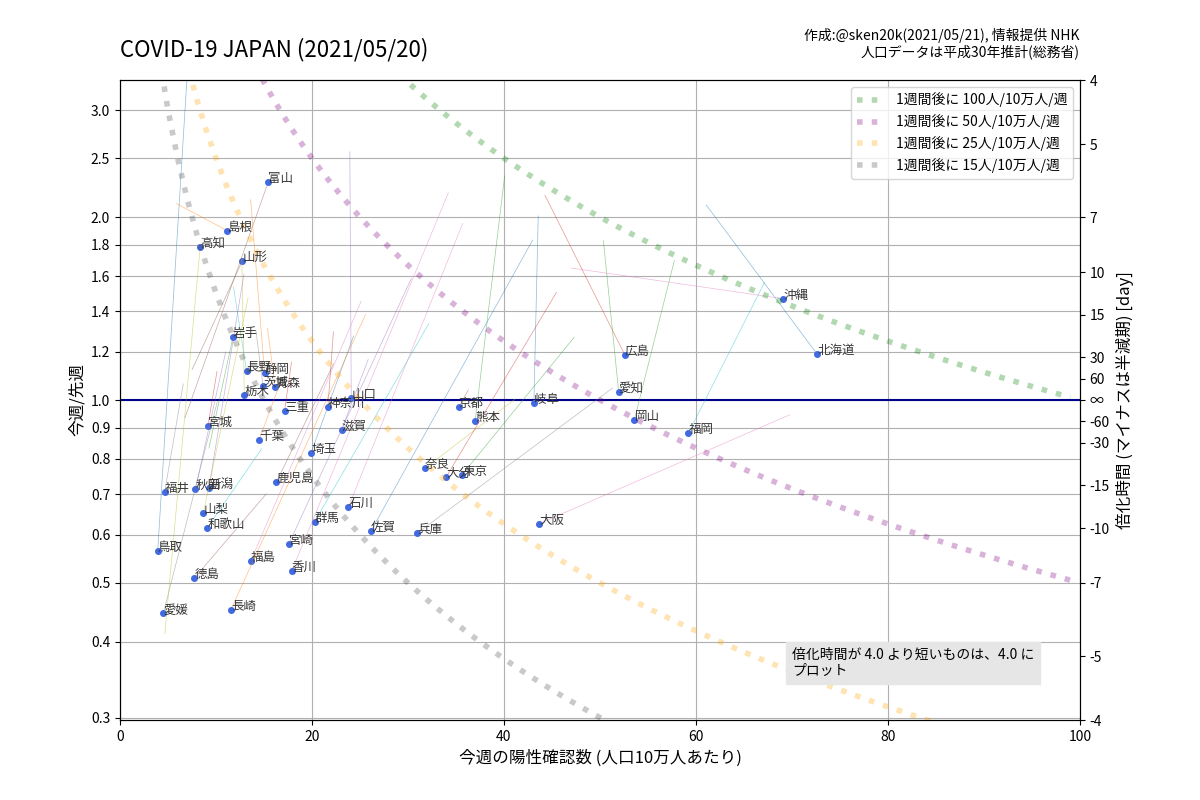 COVID-19 JAPAN (2021/05/20)
作成:@sken20k(2021/05/21), 情報提供 NHK
人口データは平成30年推計(総務省)
1週間後に 100人/10万人/週
1週間後に 50人/10万人/週
1週間後に 25人/10万人/週
1週間後に 15人/10万人/週
3.0
2.5
2.0
1.8
1.6
1.4
1.2
1.0
0.9
0.8
0.7
0.6
0.5
0.4
0.3
今週/先週
4
5
7
10
15
30
60
∞
-60
-30
-15
-10
-7
-5
-4
倍化時間 (マイナスは半減期) [day]
富山
島根
高知
山形
沖縄
岩手
広島
北海道
長野
静岡
茨城
青森
栃木
愛知
山口
神奈川
京都
岐阜
三重
熊本
岡山
宮城
滋賀
福岡
千葉
埼玉
奈良
大分
東京
鹿児島
福井
秋田
新潟
石川
山梨
群馬
大阪
和歌山
佐賀
兵庫
鳥取
宮崎
福島
香川
徳島
愛媛
長崎
倍化時間が 4.0 より短いものは、4.0 に
プロット
0
20
40
60
80
100
今週の陽性確認数 (人口10万人あたり)